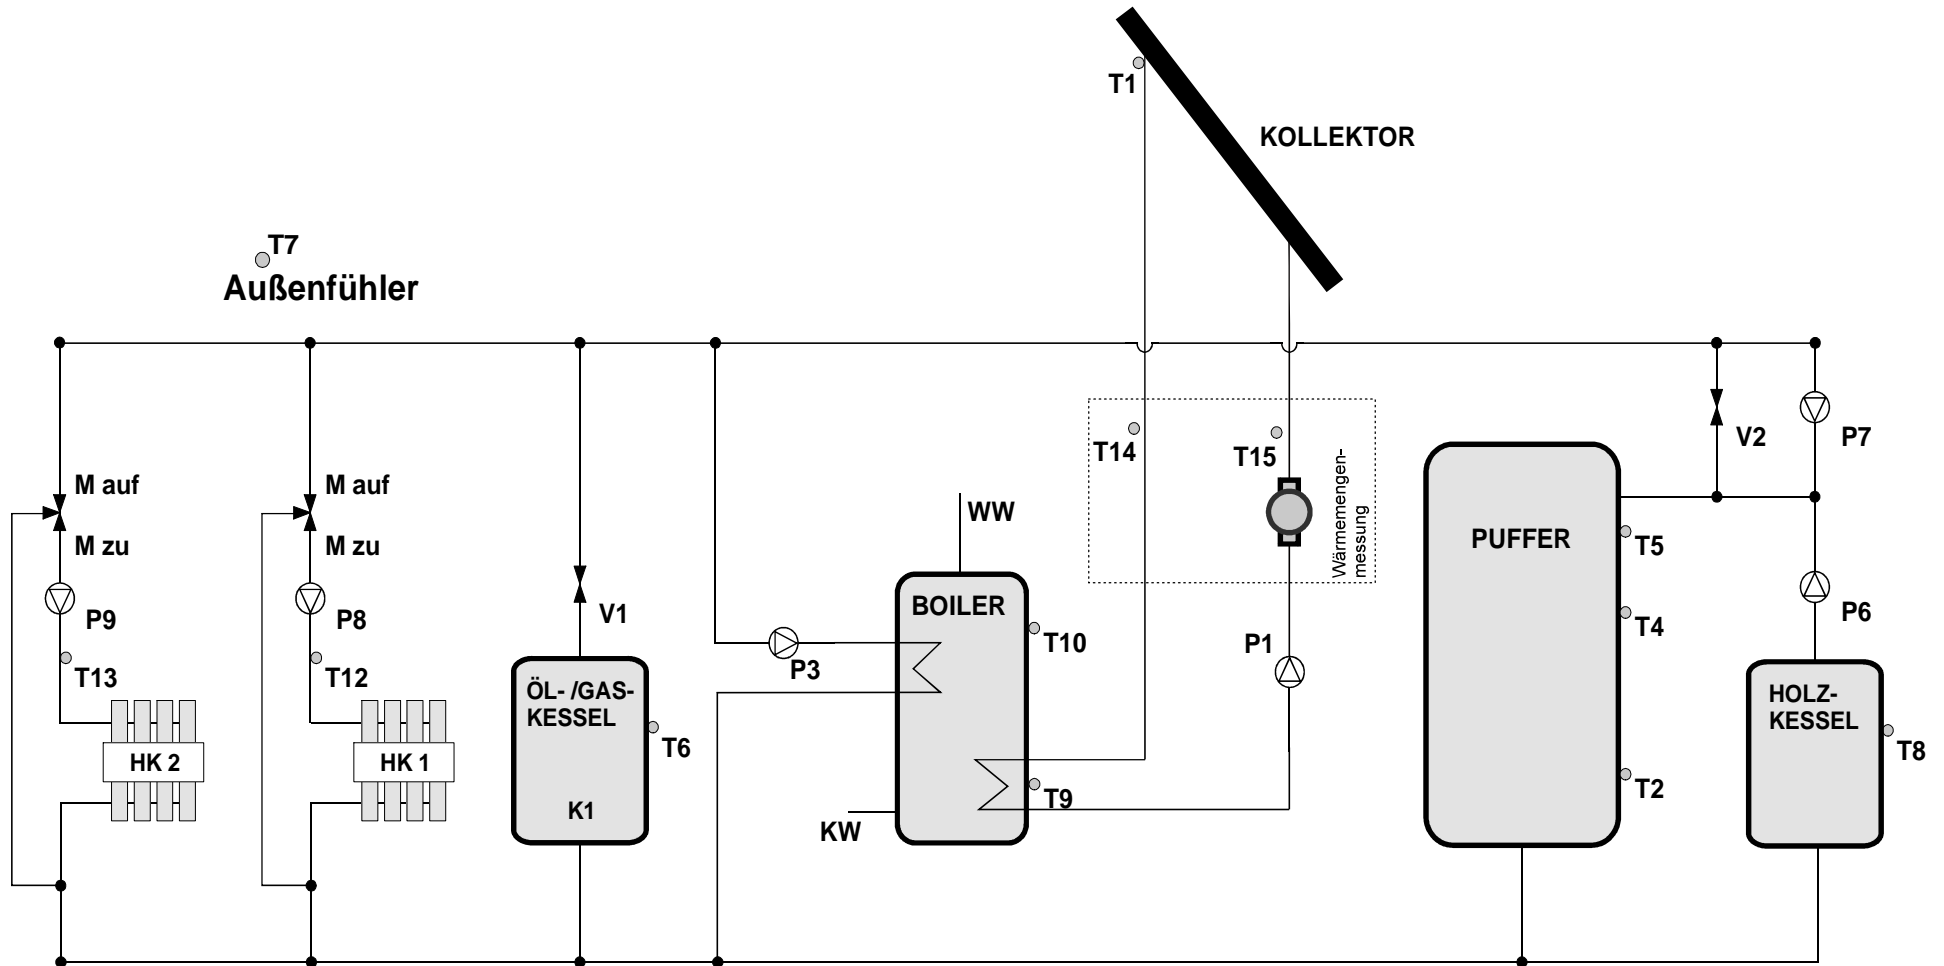 T1
KOLLEKTOR
T7
Außenfühler
M auf
M zu
P9
T13
HK 2
M auf
M zu
P8
T12
HK 1
V1
ÖL- /GAS-
KESSEL
K1
T6
P3
WW
BOILER
T10
T9
KW
T14
T15
Wärmemengen-
messung
P1
PUFFER
T5
T4
T2
V2
P7
P6
HOLZ-
KESSEL
T8